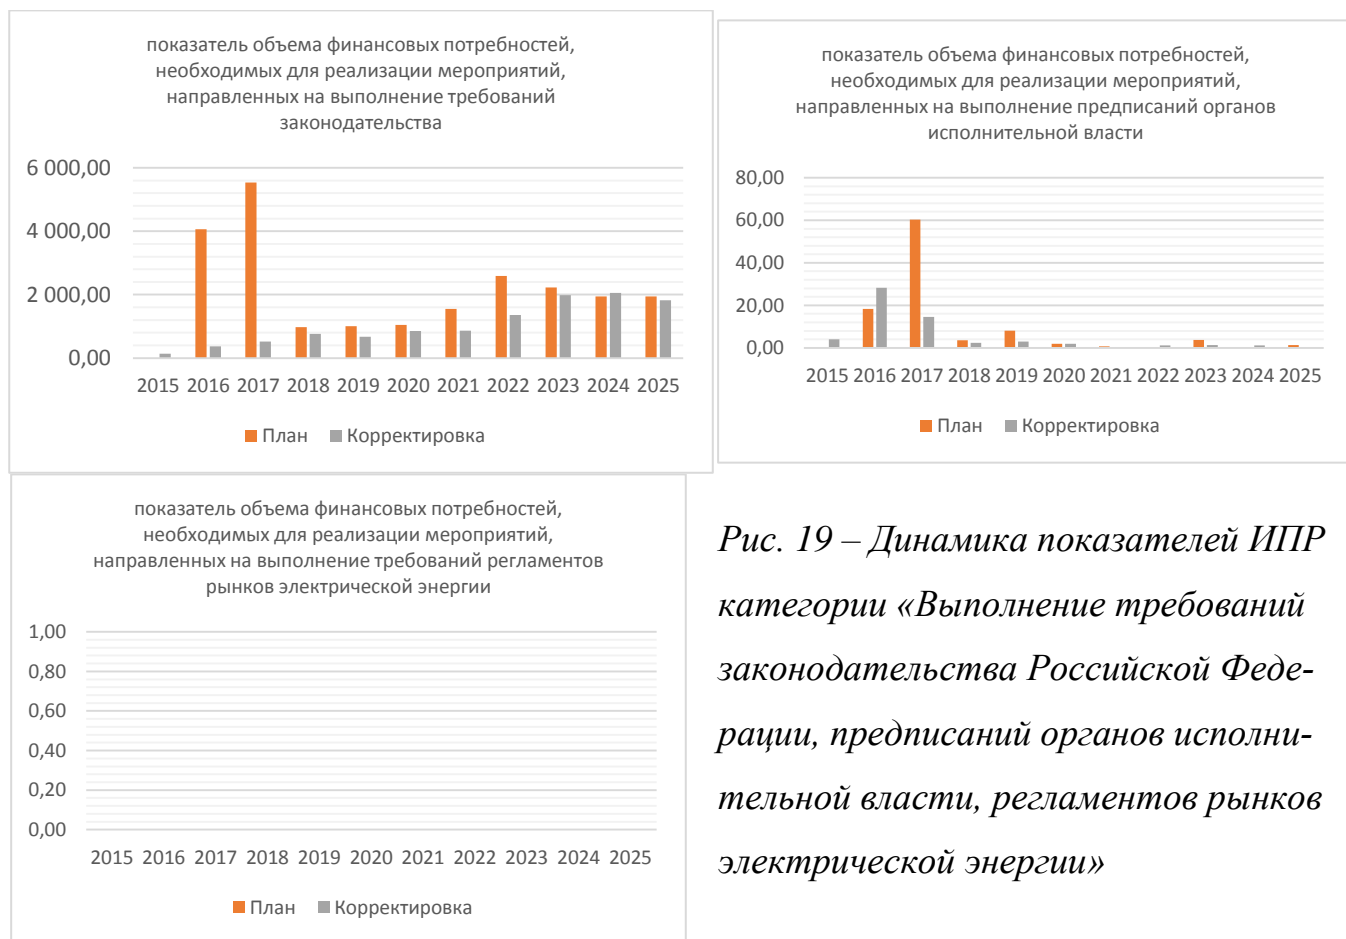 показатель объема финансовых потребностей,
необходимых для реализации мероприятий,
направленных на выполнение требований
законодательства
6 000,00
4 000,00
2 000,00
0,00
2015 2016 2017 2018 2019 2020 2021 2022 2023 2024 2025
План Корректировка
показатель объема финансовых потребностей,
необходимых для реализации мероприятий,
направленных на выполнение предписаний органов
исполнительной власти
80,00
60,00
40,00
20,00
0,00
2015 2016 2017 2018 2019 2020 2021 2022 2023 2024 2025
План Корректировка
показатель объема финансовых потребностей,
необходимых для реализации мероприятий,
направленных на выполнение требований регламентов
рынков электрической энергии
1,00
0,80
0,60
0,40
0,20
0,00
2015 2016 2017 2018 2019 2020 2021 2022 2023 2024 2025
План Корректировка
Рис. 19 – Динамика показателей ИПР
категории «Выполнение требований
законодательства Российской Феде-
рации, предписаний органов исполни-
тельной власти, регламентов рынков
электрической энергии»